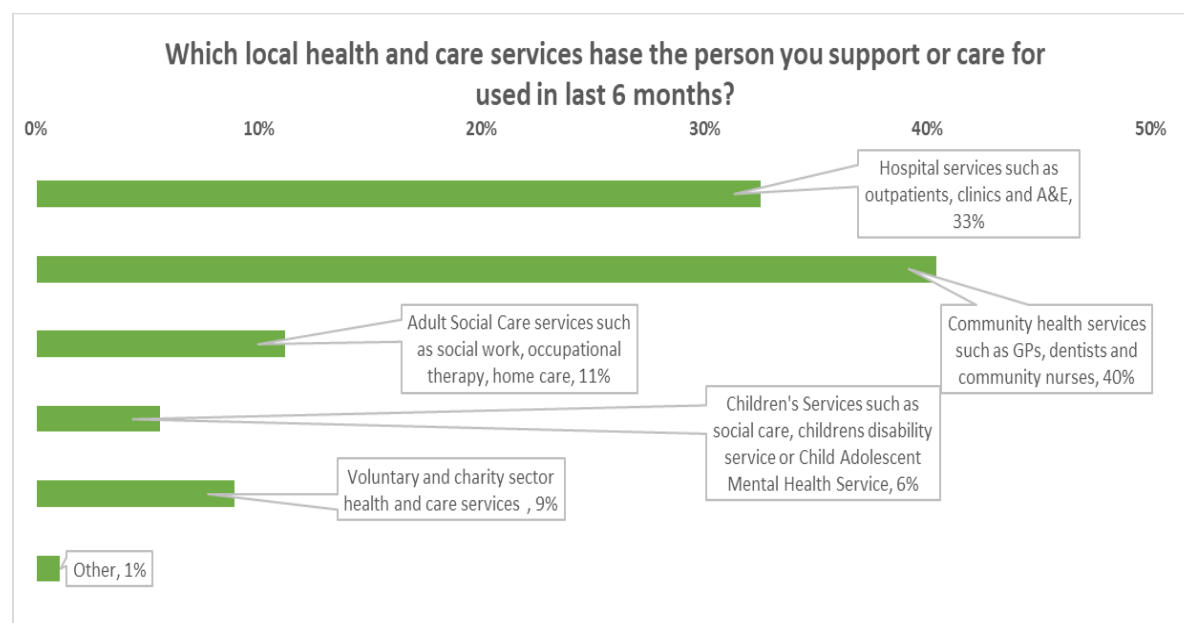 Which local health and care services hase the person you support or care for
used in last 6 months?
0%
10%
20%
30%
40%
50%
Hospital services such as
outpatients, clinics and A&E,
33%
Community health services
such as GPs, dentists and
community nurses, 40%
Adult Social Care services such
as social work, occupational
therapy, home care, 11%
Children's Services such as
social care, childrens disability
service or Child Adolescent
Mental Health Service, 6%
Voluntary and charity sector
health and care services , 9%
Other, 1%